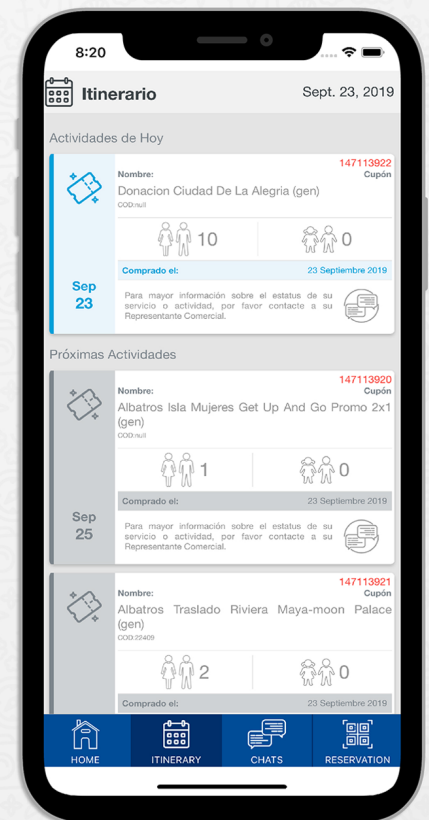 8:20
Itinerario
Sept. 23, 2019
Actividades de Hoy
147113922
Nombre:
Cupón
Donacion Ciudad De La Alegria (gen)
COD:null
10
0
Comprado el:
23 Septiembre 2019
Sep
23
Para mayor información sobre el estatus de su
servicio o actividad, por favor contacte a su
Representante Comercial.
Próximas Actividades
147113920
Nombre:
Cupón
Albatros Isla Mujeres Get Up And Go Promo 2x1
(gen)
COD:null
1
0
Comprado el:
23 Septiembre 2019
Sep
25
Para mayor información sobre el estatus de su
servicio o actividad, por favor contacte a su
Representante Comercial.
147113921
Nombre:
Cupón
Albatros Traslado Riviera Maya-moon Palace
(gen)
COD:22409
2
0
Comprado el:
23 Septiembre 2019
HOME
ITINERARY
CHATS
RESERVATION